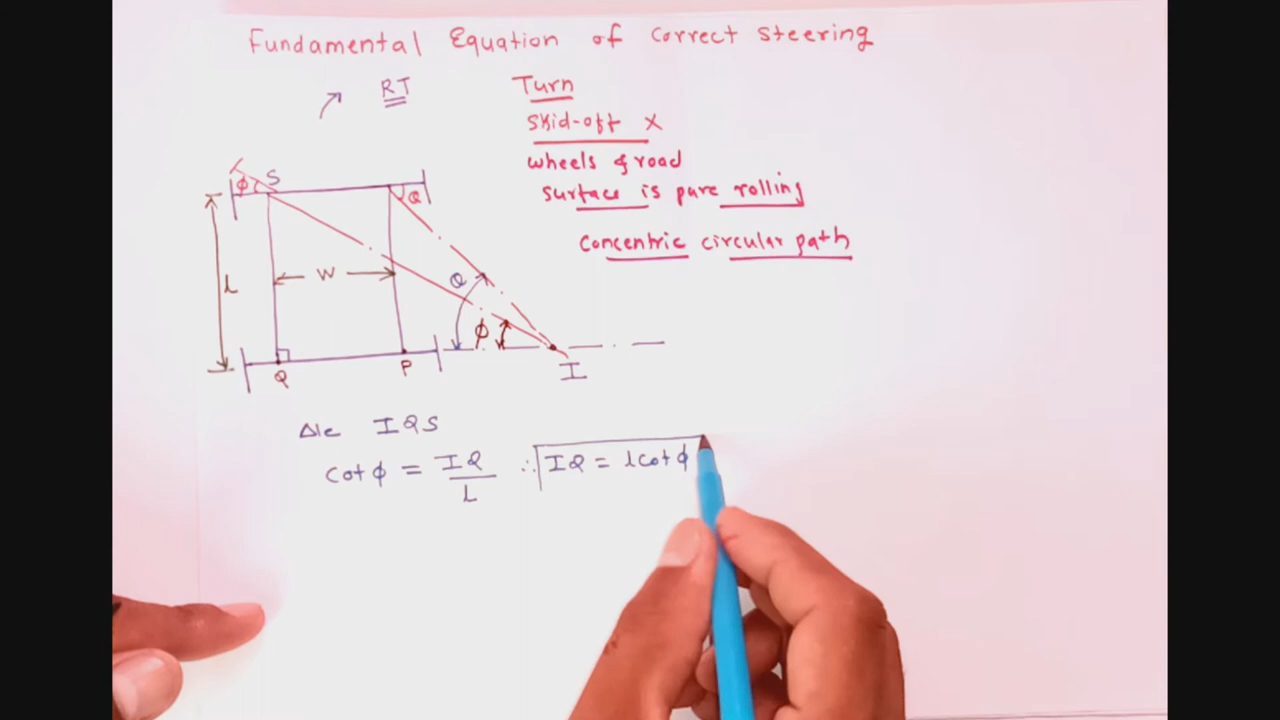 Fundamental Equation of correct steering
RT
Turn
skid-off X
wheels & road
surface is pure rolling
concentric circular path
ϕ
S
θ
l
W
θ
ϕ
Q
P
I
Δle IQS
cot ϕ = IQ / L ∴ IQ = l cot ϕ